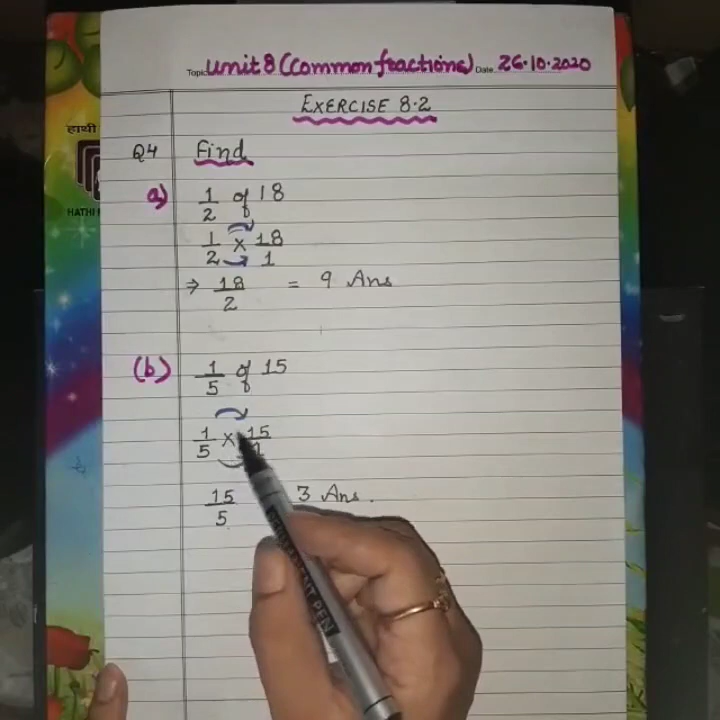 Topic Unit 8 (Common fractions) Date 26.10.2020
EXERCISE 8.2
हाथी
HATHI
Q4 Find
a) 1/2 of 18
1/2 × 18/1
⇒ 18/2 = 9 Ans
(b) 1/5 of 15
1/5 × 15/1
15/5 3 Ans.
PERMANENT PEN